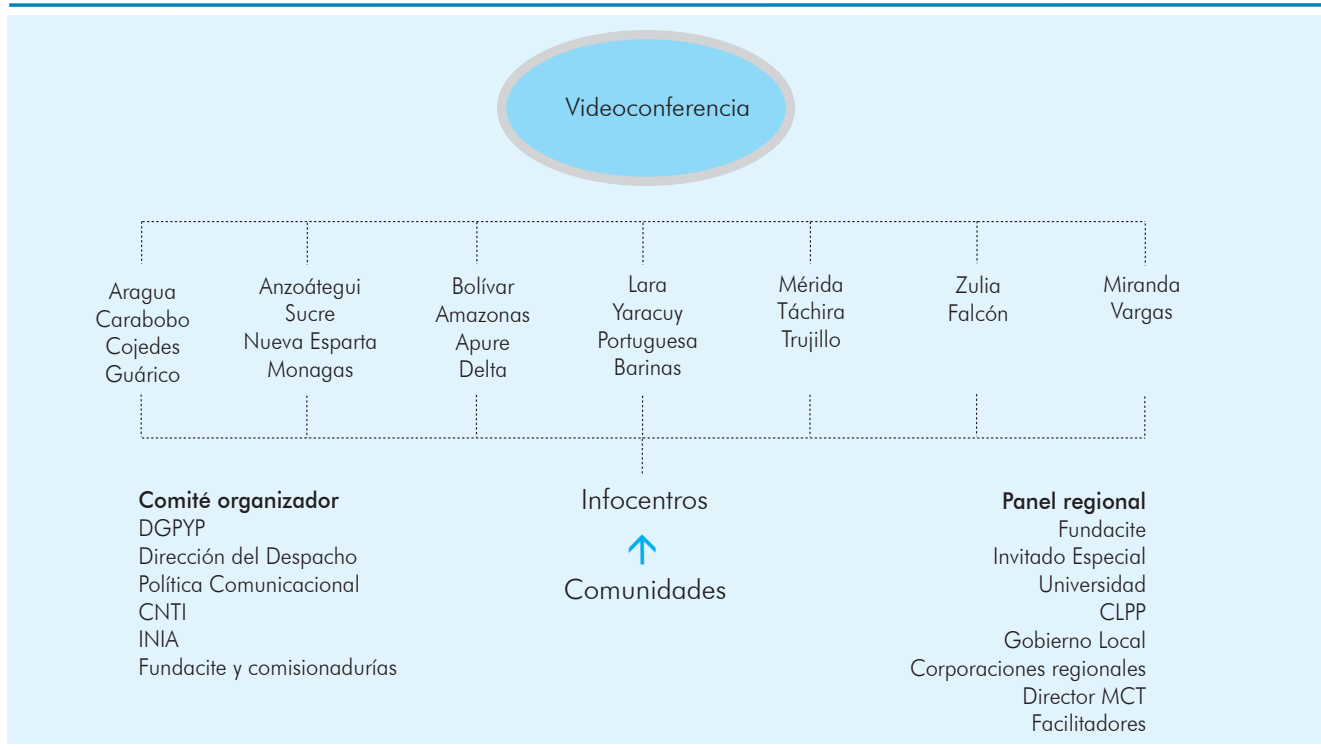 Videoconferencia
Aragua
Carabobo
Cojedes
Guárico
Anzoátegui
Sucre
Nueva Esparta
Monagas
Bolívar
Amazonas
Apure
Delta
Lara
Yaracuy
Portuguesa
Barinas
Mérida
Táchira
Trujillo
Zulia
Falcón
Miranda
Vargas
Comité organizador
DGPYP
Dirección del Despacho
Política Comunicacional
CNTI
INIA
Fundacite y comisionadurías
Infocentros
Comunidades
Panel regional
Fundacite
Invitado Especial
Universidad
CLPP
Gobierno Local
Corporaciones regionales
Director MCT
Facilitadores